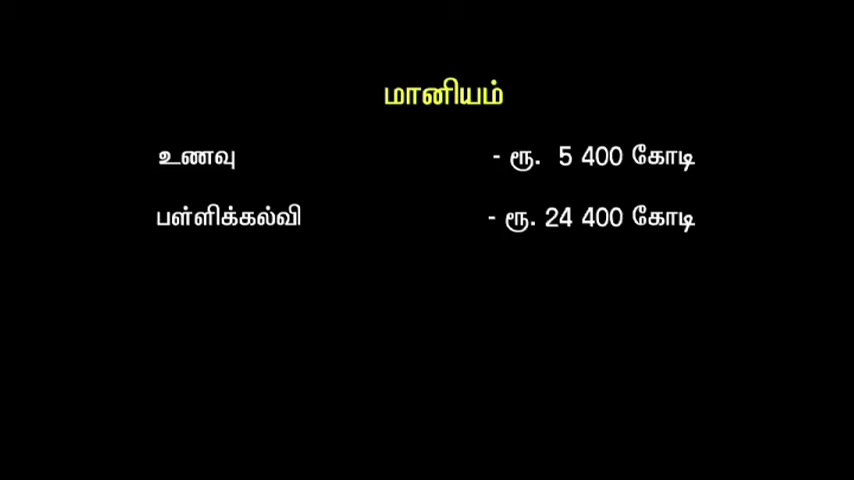 மானியம்
உணவு - ரூ. 5 400 கோடி
பள்ளிக்கல்வி - ரூ. 24 400 கோடி